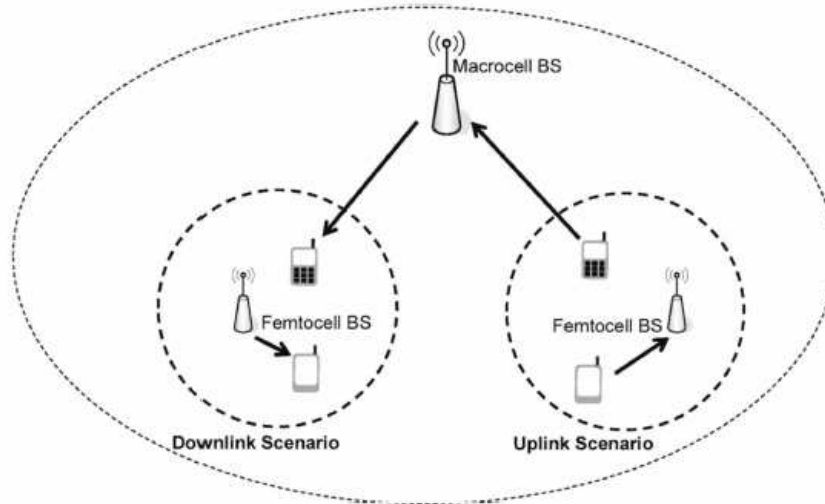 Macrocell BS
Femtocell BS
Femtocell BS
Downlink Scenario
Uplink Scenario